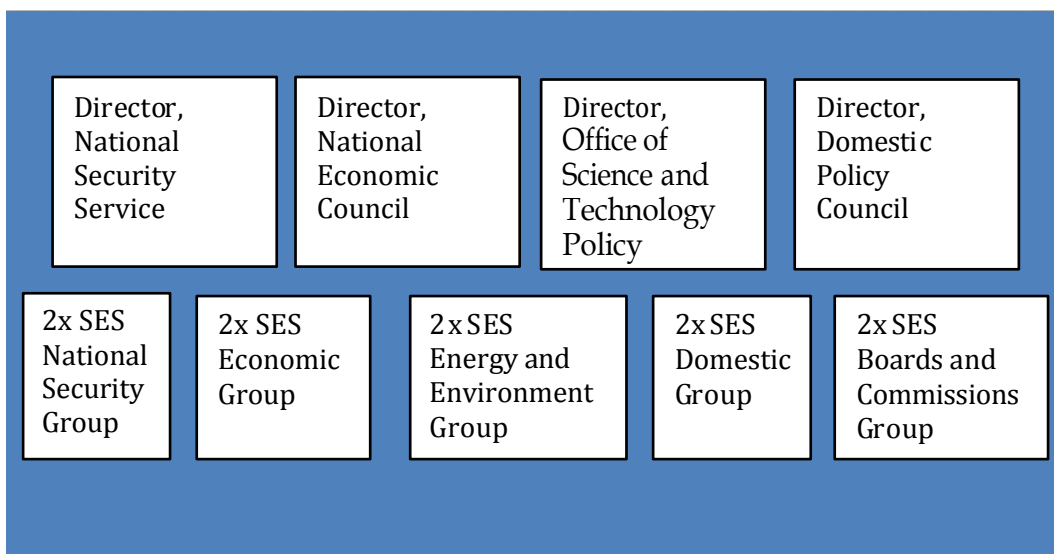 Director,
National
Security
Service
Director,
National
Economic
Council
Director,
Office of
Science and
Technology
Policy
Director,
Domestic
Policy
Council
2x SES
National
Security
Group
2x SES
Economic
Group
2x SES
Energy and
Environment
Group
2x SES
Domestic
Group
2x SES
Boards and
Commissions
Group